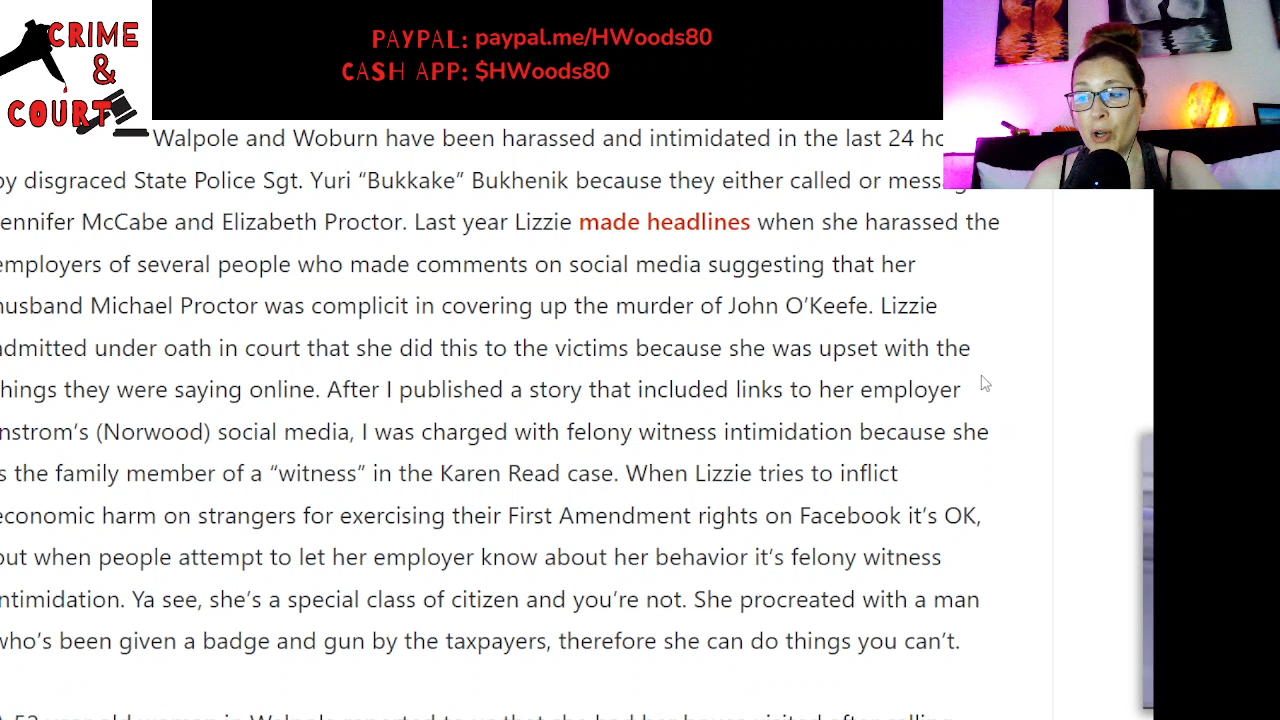 CRIME
&
COURT
PAYPAL: paypal.me/HWoods80
CASH APP: $HWoods80
Walpole and Woburn have been harassed and intimidated in the last 24
by disgraced State Police Sgt. Yuri “Bukkake” Bukhenik because they either called or
McCabe and Elizabeth Proctor. Last year Lizzie made headlines when she harassed the
employers of several people who made comments on social media suggesting that her
husband Michael Proctor was complicit in covering up the murder of John O’Keefe. Lizzie
admitted under oath in court that she did this to the victims because she was upset with the
things they were saying online. After I published a story that included links to her employer
(Norwood) social media, I was charged with felony witness intimidation because she
is the family member of a “witness” in the Karen Read case. When Lizzie tries to inflict
economic harm on strangers for exercising their First Amendment rights on Facebook it’s OK,
but when people attempt to let her employer know about her behavior it’s felony witness
intimidation. Ya see, she’s a special class of citizen and you’re not. She procreated with a man
who’s been given a badge and gun by the taxpayers, therefore she can do things you can’t.